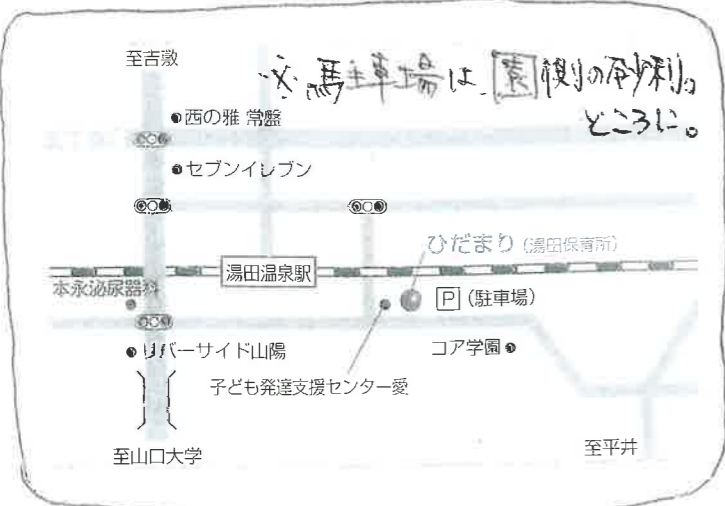 至吉敷
※駐車場は、園側の砂利の
ところに。
●西の雅 常盤
●セブンイレブン
ひだまり (湯田保育所)
湯田温泉駅
本永泌尿器科
P (駐車場)
●リバーサイド山陽
コア学園●
子ども発達支援センター愛
至山口大学
至平井